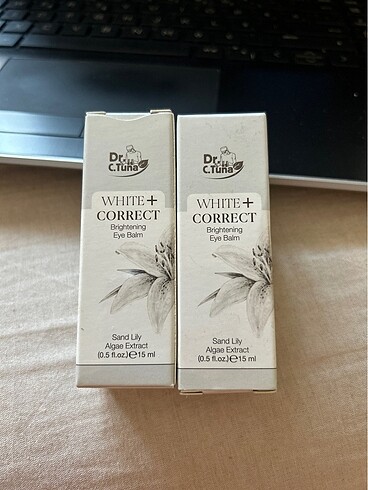 Dr.
C.Tuna
WHITE+
CORRECT
Brightening
Eye Balm
Sand Lily
Algae Extract
(0.5 fl.oz.)℮15 ml
Dr.
C.Tuna
WHITE+
CORRECT
Brightening
Eye Balm
Sand Lily
Algae Extract
(0.5 fl.oz.)℮15 ml